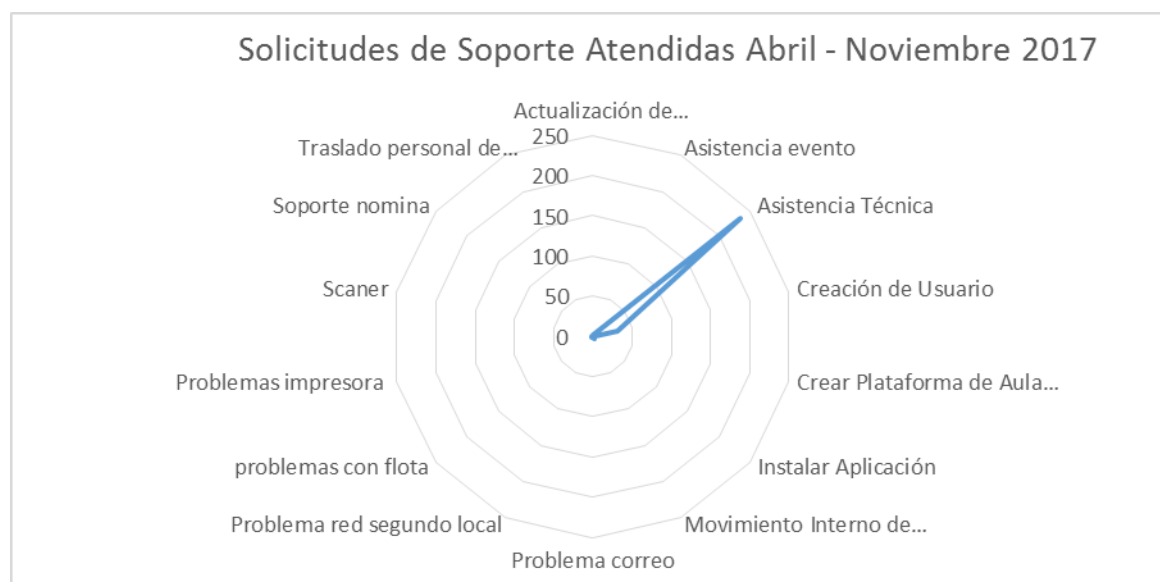 Solicitudes de Soporte Atendidas Abril - Noviembre 2017
Actualización de...
Asistencia evento
Asistencia Técnica
Creación de Usuario
Crear Plataforma de Aula...
Instalar Aplicación
Movimiento Interno de...
Problema correo
Problema red segundo local
problemas con flota
Problemas impresora
Scaner
Soporte nomina
Traslado personal de...
250
200
150
100
50
0